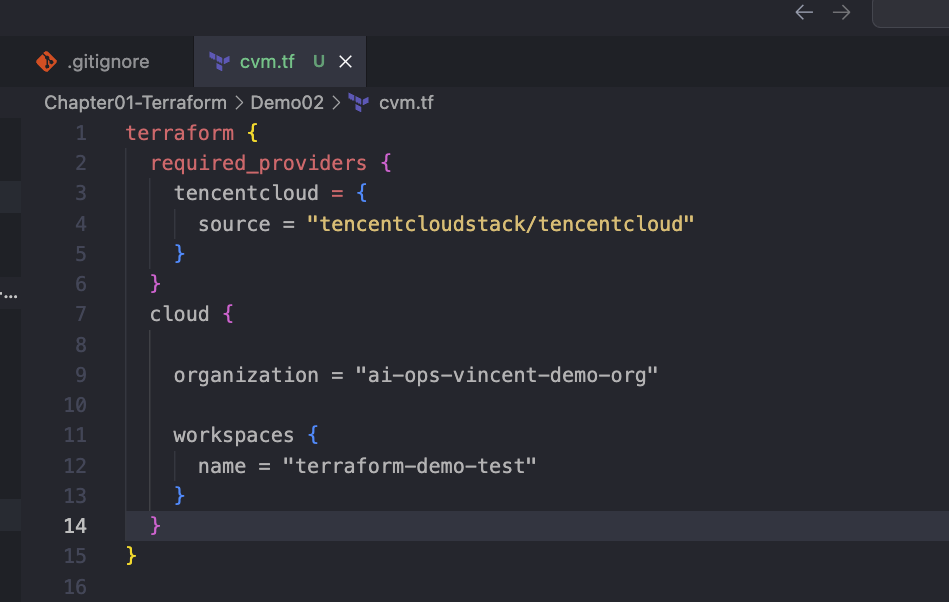 .gitignore cvm.tf U
Chapter01-Terraform > Demo02 > cvm.tf
1 terraform {
2 required_providers {
3 tencentcloud = {
4 source = "tencentcloudstack/tencentcloud"
5 }
6 }
7 cloud {
8
9 organization = "ai-ops-vincent-demo-org"
10
11 workspaces {
12 name = "terraform-demo-test"
13 }
14 }
15 }
16